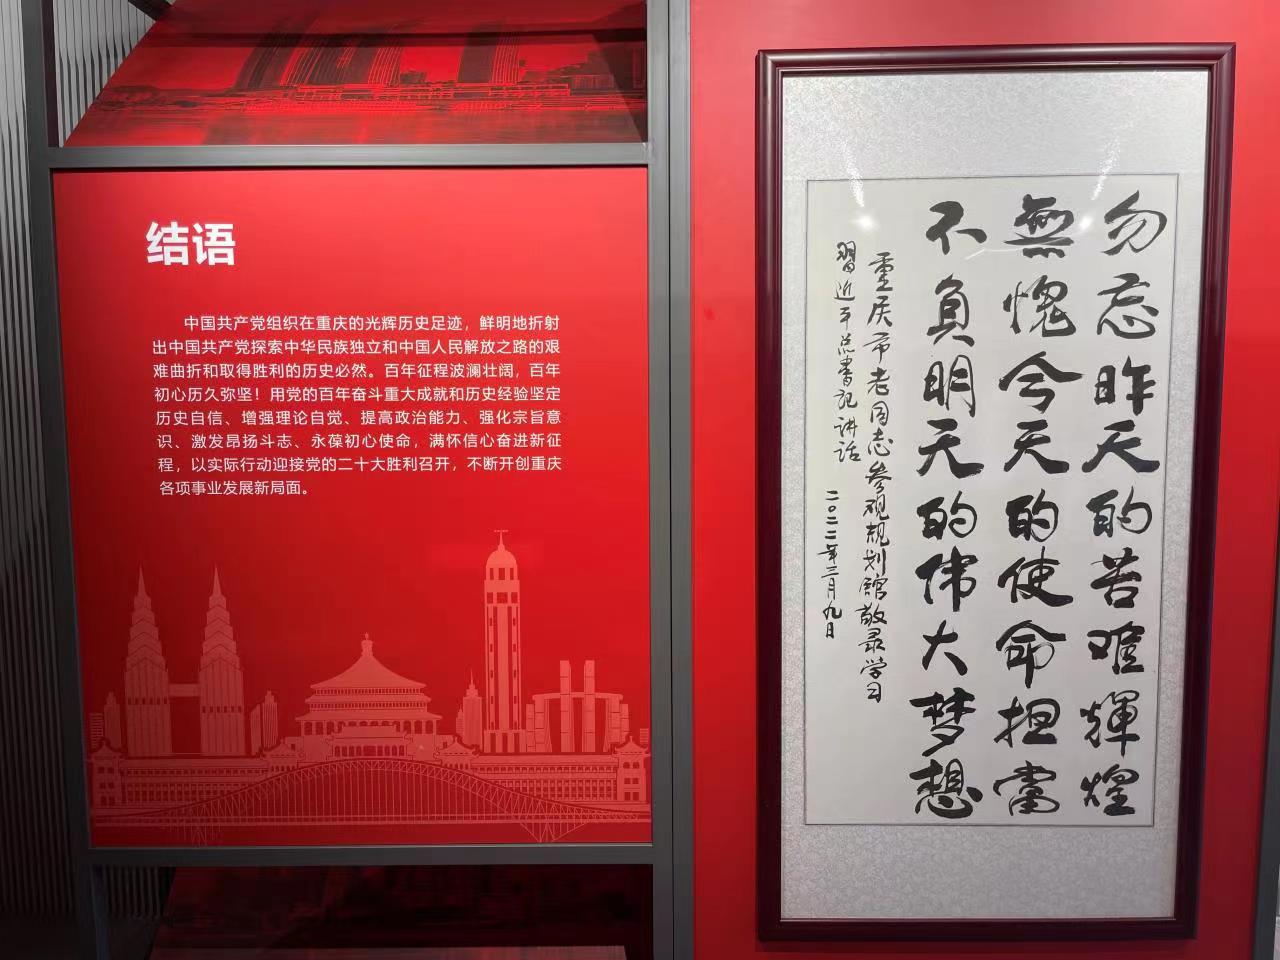 结语
中国共产党组织在重庆的光辉历史足迹，鲜明地折射
出中国共产党探索中华民族独立和中国人民解放之路的艰
难曲折和取得胜利的历史必然。百年征程波澜壮阔，百年
初心历久弥坚！用党的百年奋斗重大成就和历史经验坚定
历史自信、增强理论自觉、提高政治能力、强化宗旨意
识、激发昂扬斗志、永葆初心使命，满怀信心奋进新征
程，以实际行动迎接党的二十大胜利召开，不断开创重庆
各项事业发展新局面。
勿忘昨天的苦难輝煌
無愧今天的使命担當
不負明天的伟大梦想
重庆市老同志参观规划館敬录学习
習近平总書记讲话
二〇二二年三月九日